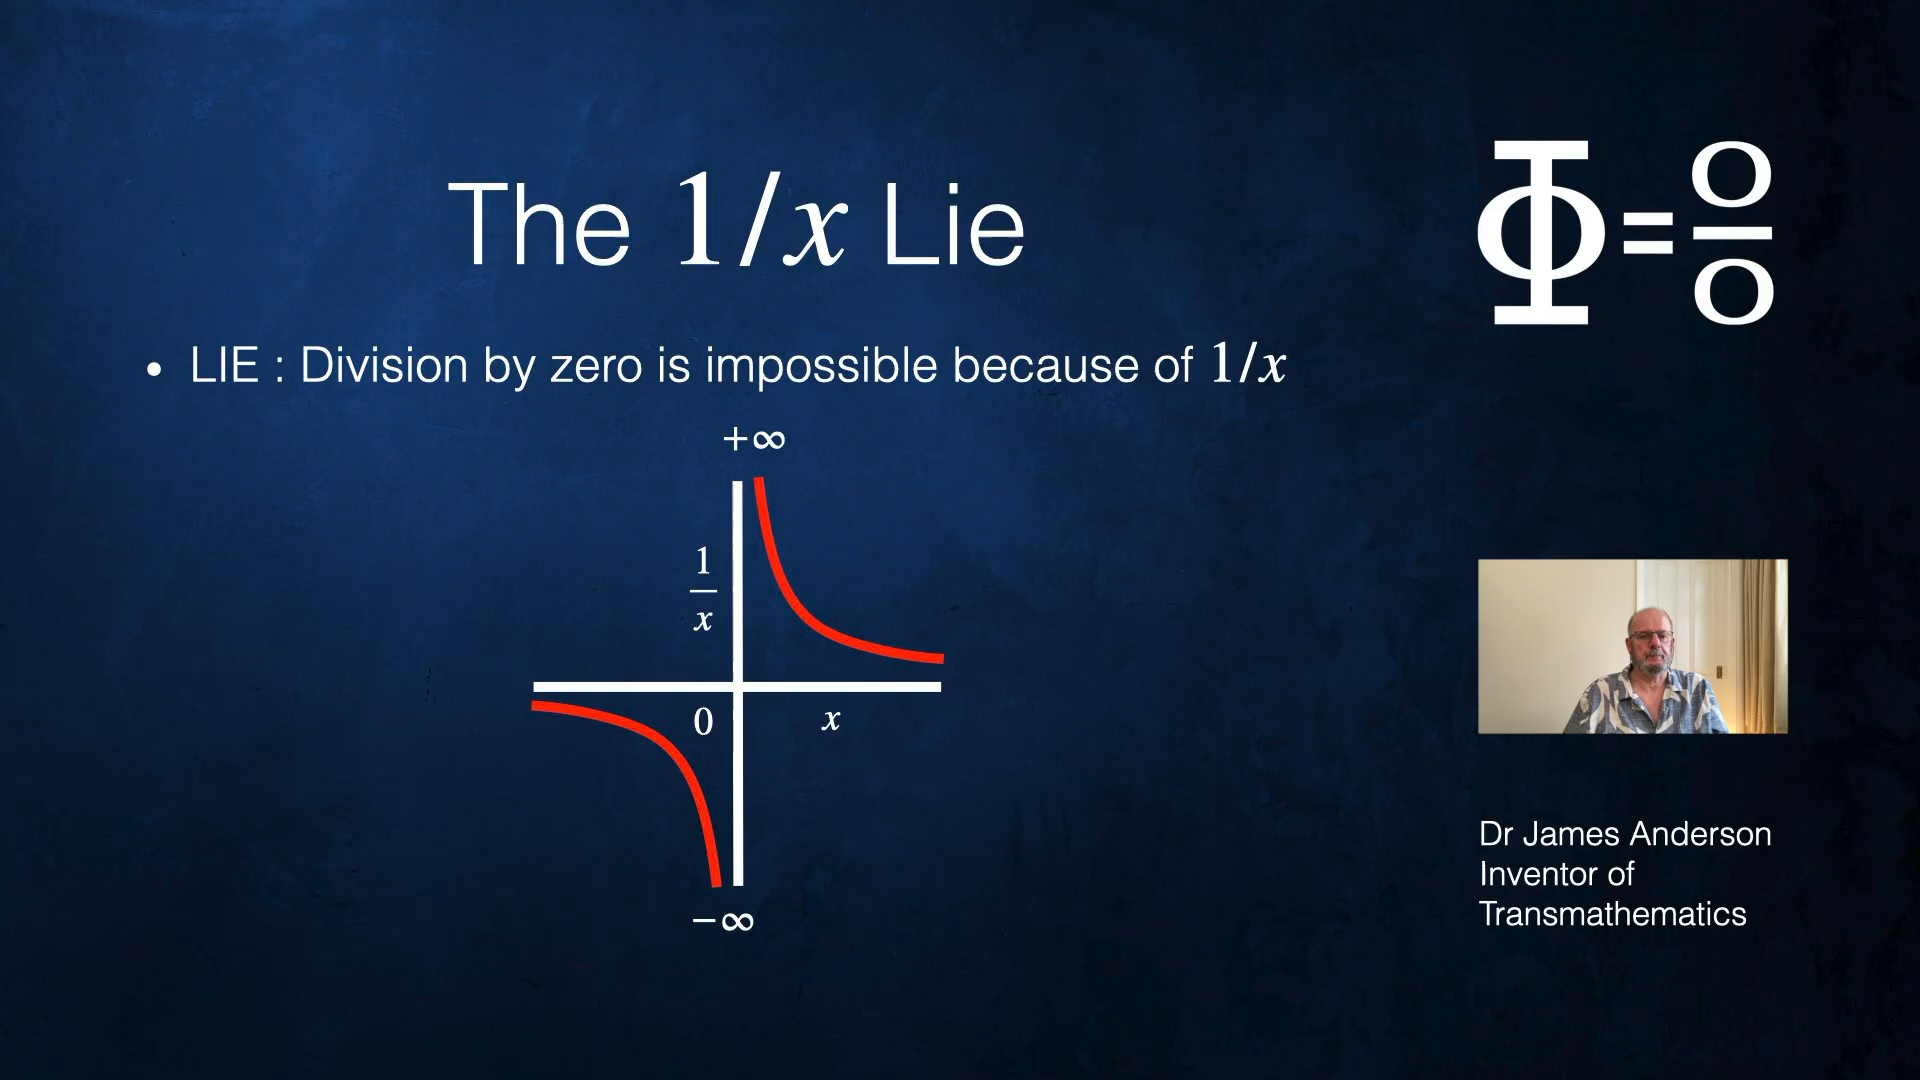 The 1/x Lie
Φ = 0/0
• LIE : Division by zero is impossible because of 1/x
+∞
1/x
0
x
−∞
Dr James Anderson
Inventor of
Transmathematics